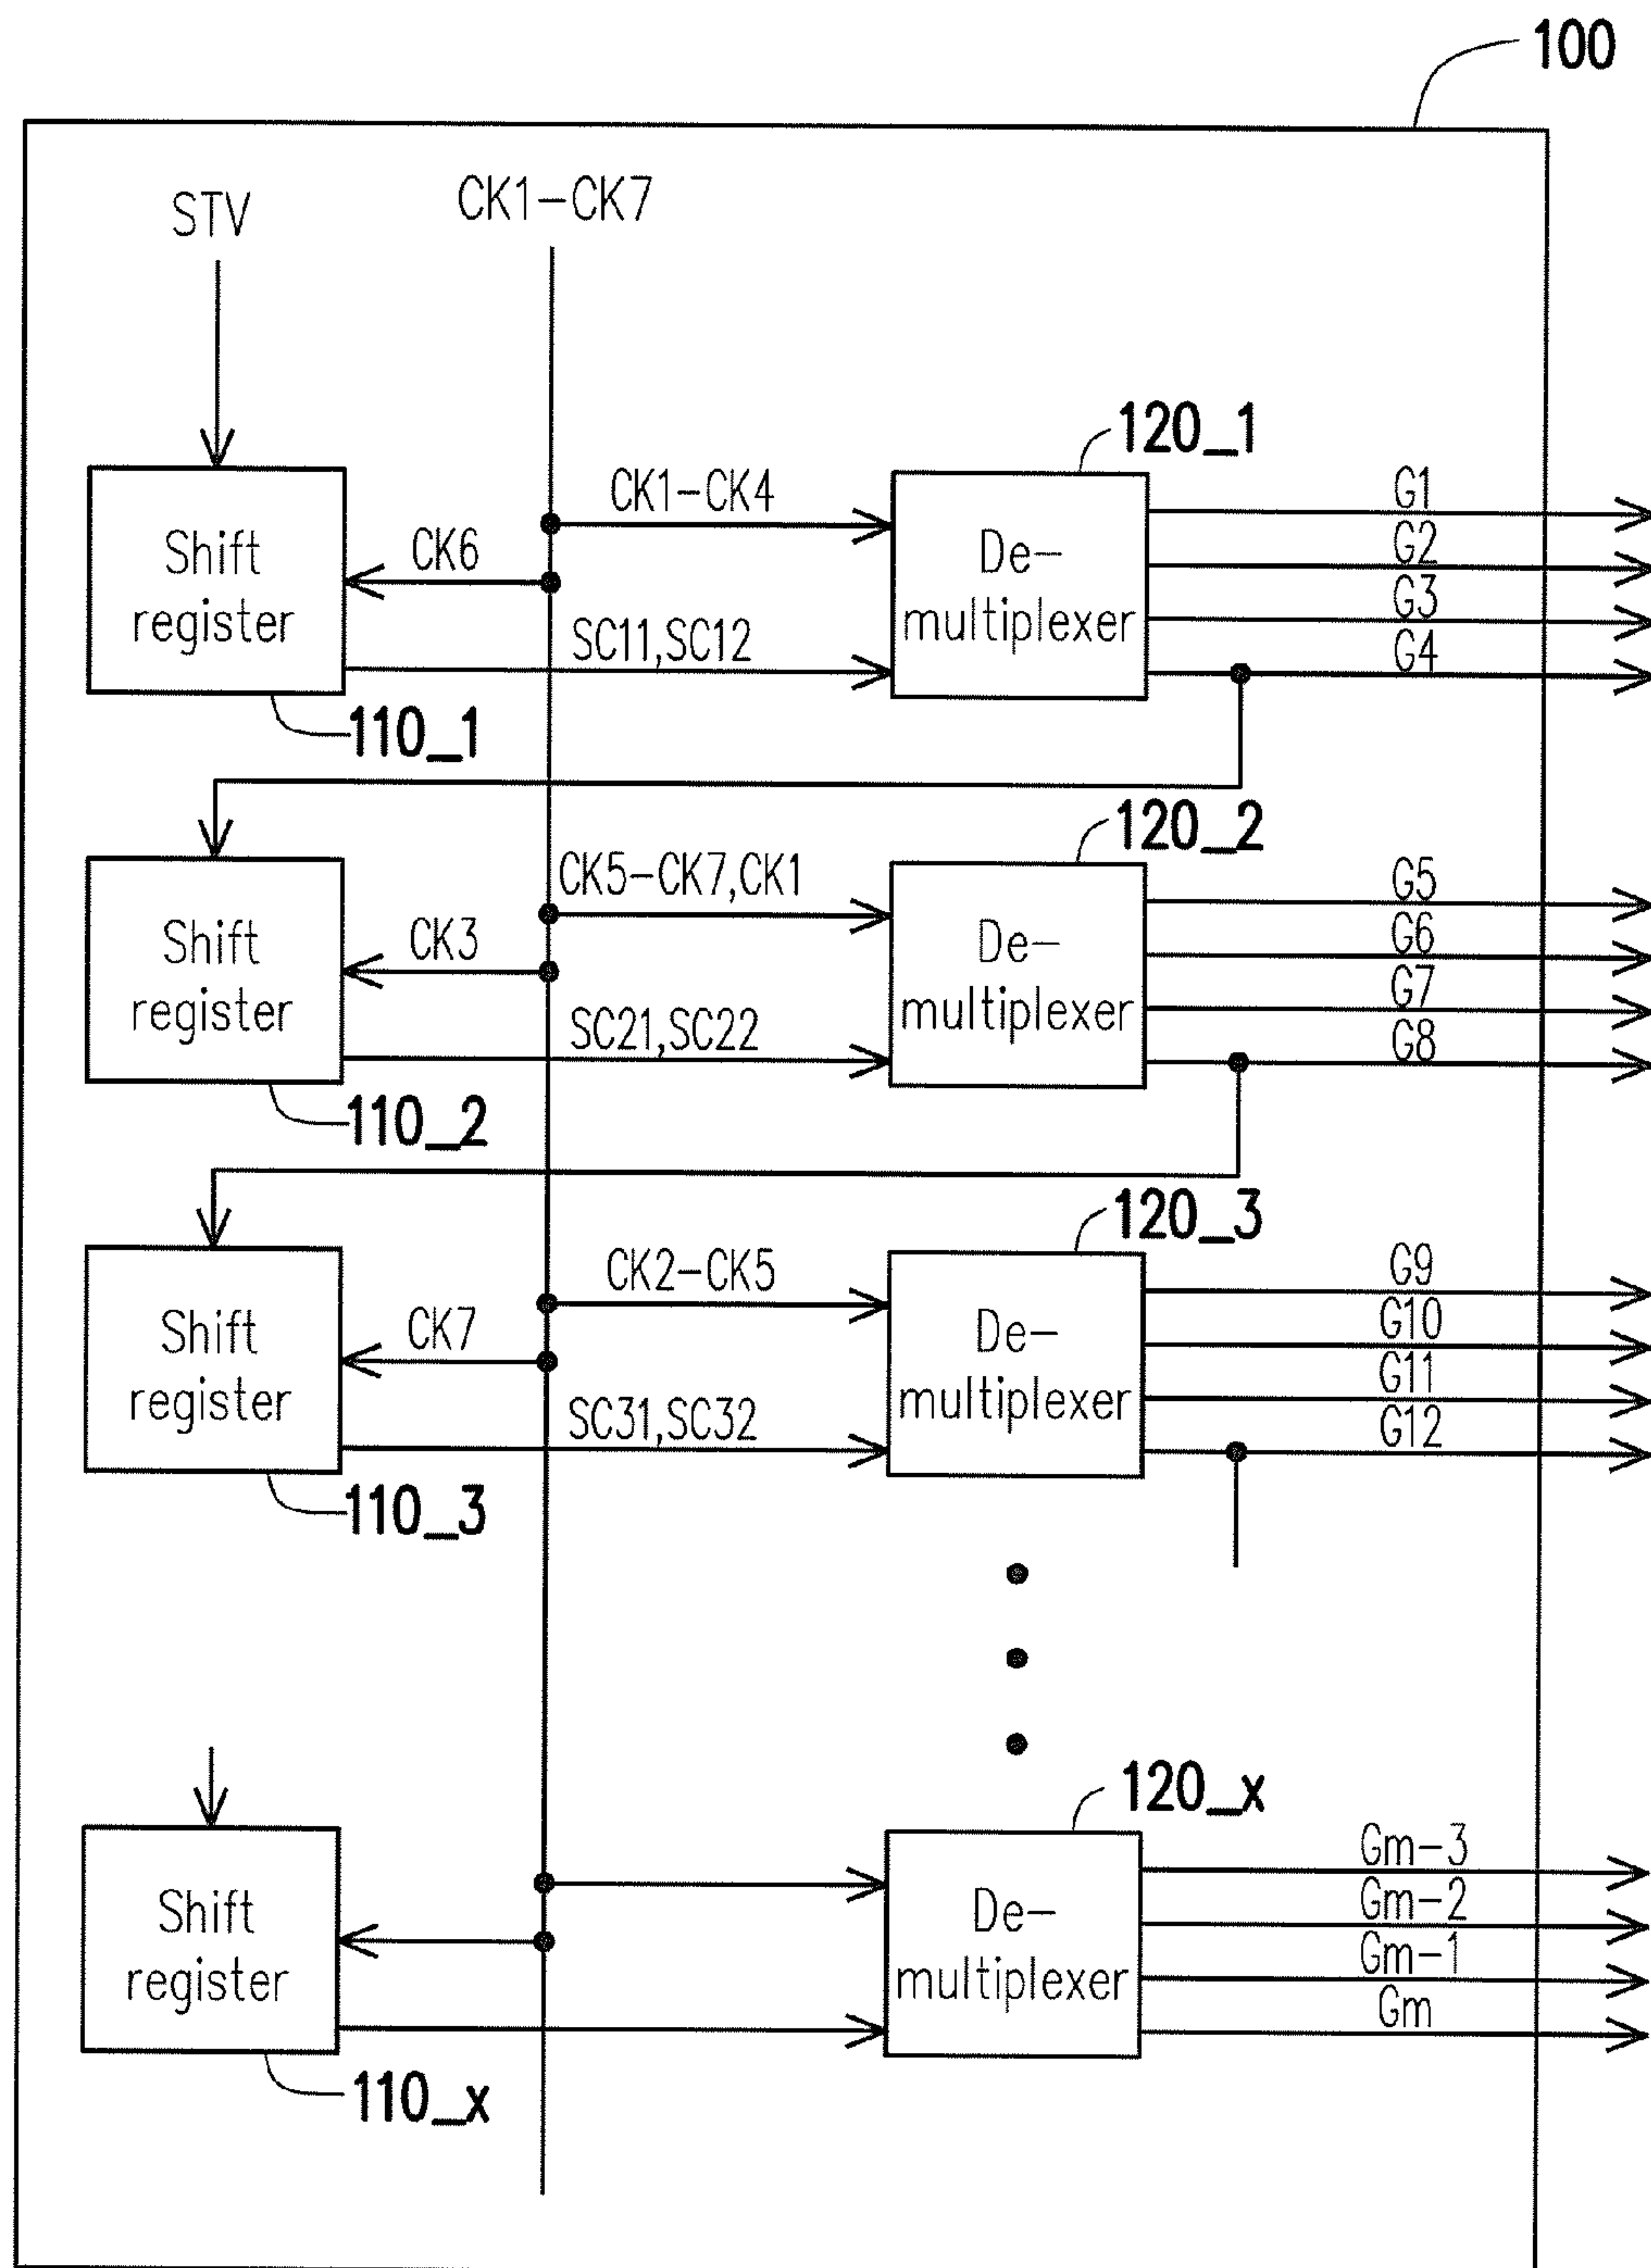 100
STV
CK1-CK7
120_1
CK1-CK4
G1
Shift
register
CK6
De-
multiplexer
G2
G3
SC11,SC12
G4
110_1
120_2
CK5-CK7,CK1
G5
Shift
register
CK3
De-
multiplexer
G6
G7
SC21,SC22
G8
110_2
120_3
CK2-CK5
G9
Shift
register
CK7
De-
multiplexer
G10
G11
SC31,SC32
G12
110_3
120_x
Gm-3
Shift
register
De-
multiplexer
Gm-2
Gm-1
Gm
110_x